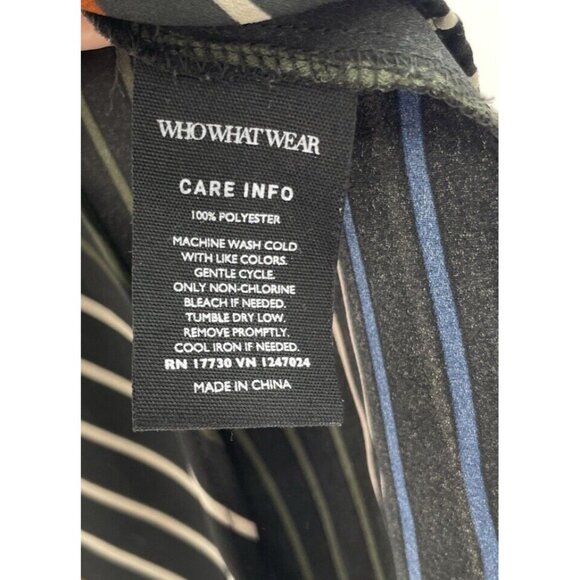 WHO WHAT WEAR
CARE INFO
100% POLYESTER
MACHINE WASH COLD
WITH LIKE COLORS.
GENTLE CYCLE.
ONLY NON-CHLORINE
BLEACH IF NEEDED.
TUMBLE DRY LOW.
REMOVE PROMPTLY.
COOL IRON IF NEEDED.
RN 17730 VN 1247024
MADE IN CHINA